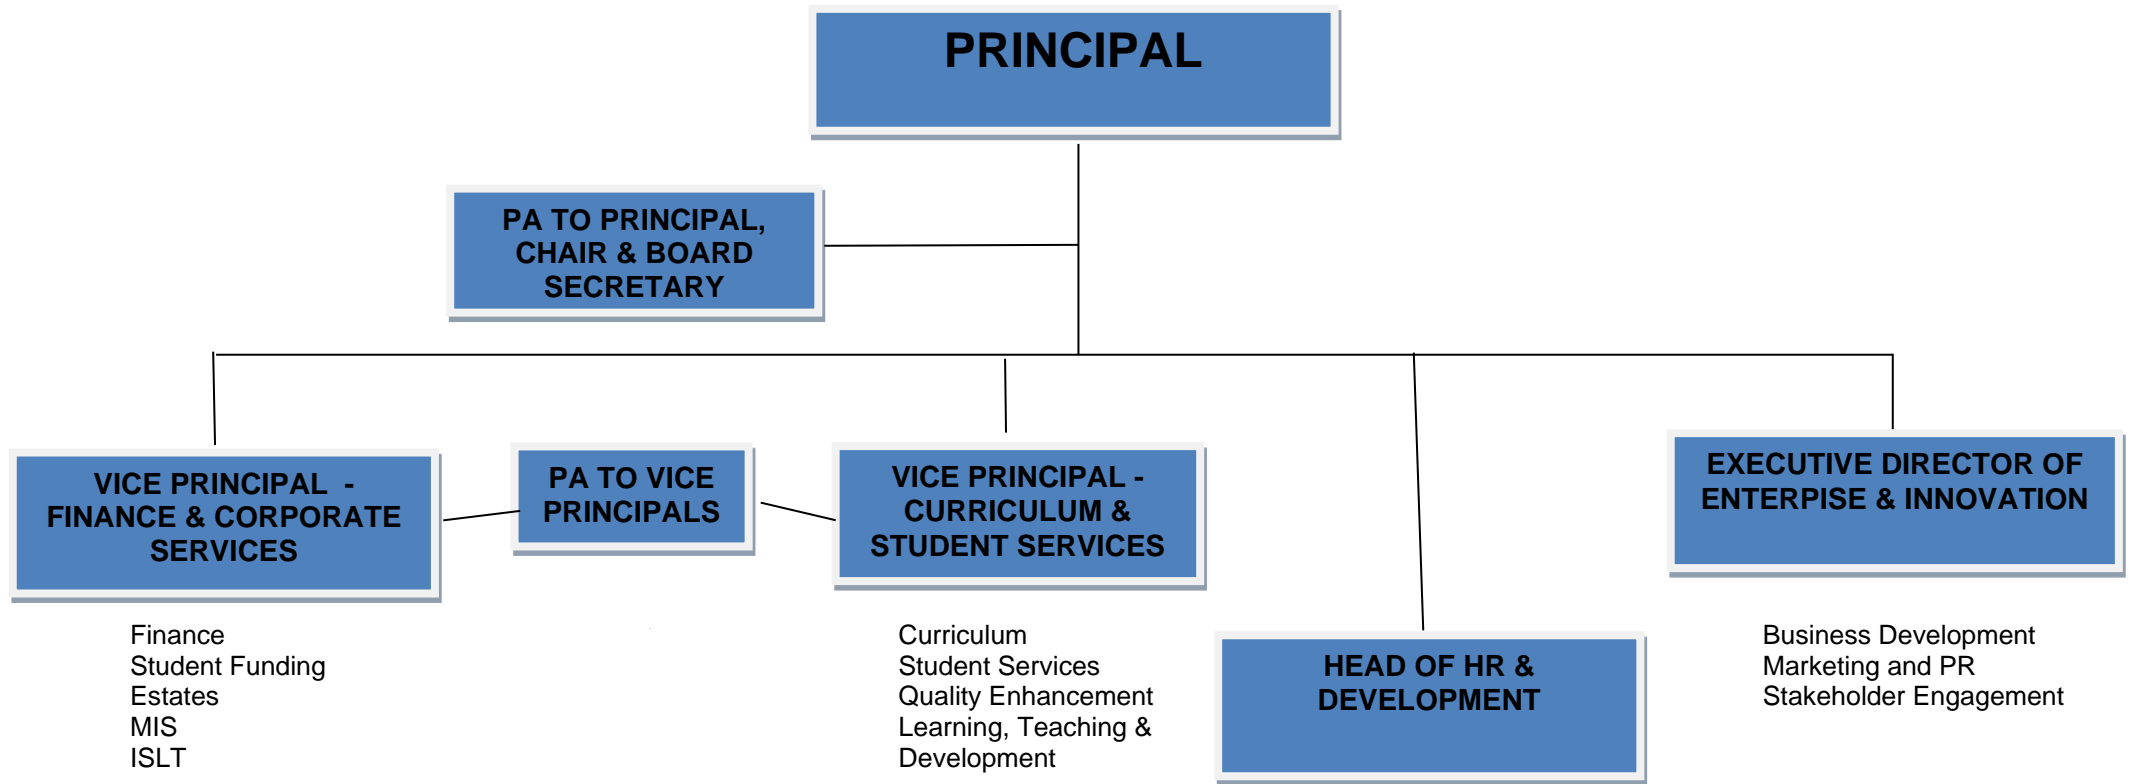 PRINCIPAL
PA TO PRINCIPAL,
CHAIR & BOARD
SECRETARY
VICE PRINCIPAL -
FINANCE & CORPORATE
SERVICES
PA TO VICE
PRINCIPALS
VICE PRINCIPAL -
CURRICULUM &
STUDENT SERVICES
EXECUTIVE DIRECTOR OF
ENTERPISE & INNOVATION
Finance
Student Funding
Estates
MIS
ISLT
Curriculum
Student Services
Quality Enhancement
Learning, Teaching &
Development
HEAD OF HR &
DEVELOPMENT
Business Development
Marketing and PR
Stakeholder Engagement